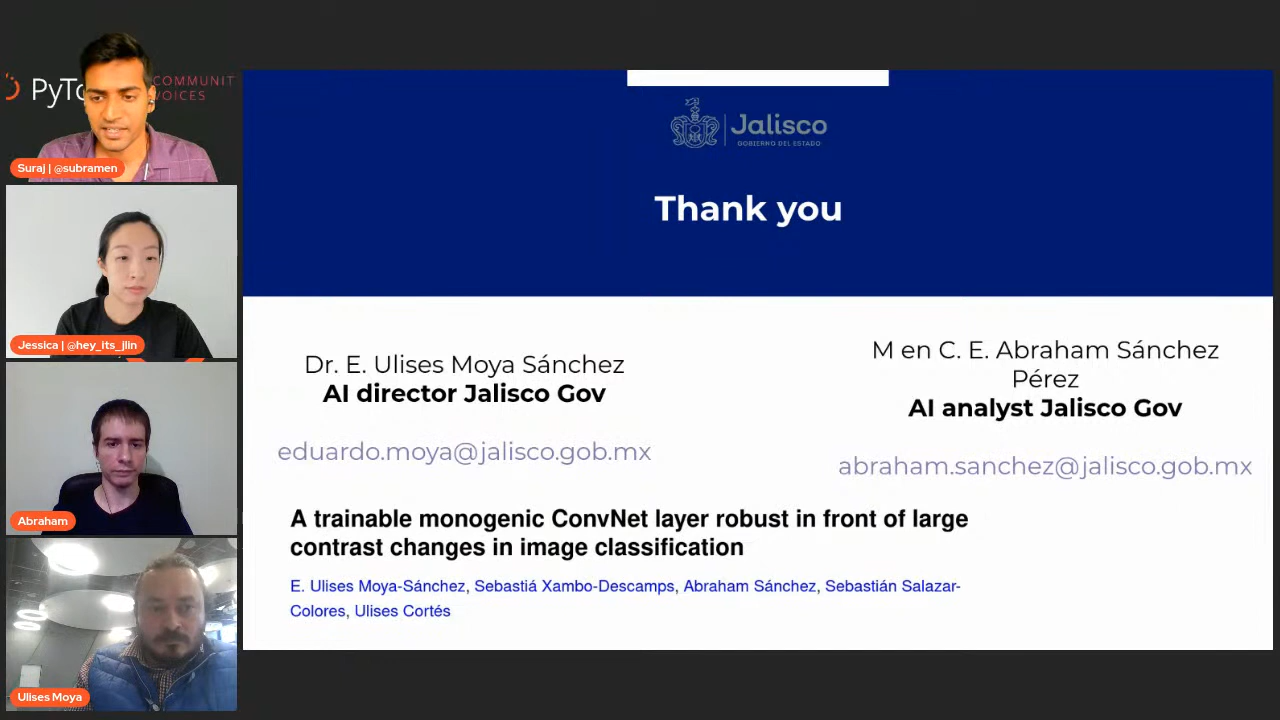 PyTo
COMMUNIT
VOICES
Suraj | @subramen
Jessica | @hey_its_jlin
Abraham
Ulises Moya
Jalisco
GOBIERNO DEL ESTADO
Thank you
Dr. E. Ulises Moya Sánchez
AI director Jalisco Gov
eduardo.moya@jalisco.gob.mx
M en C. E. Abraham Sánchez
Pérez
AI analyst Jalisco Gov
abraham.sanchez@jalisco.gob.mx
A trainable monogenic ConvNet layer robust in front of large
contrast changes in image classification
E. Ulises Moya-Sánchez, Sebastiá Xambo-Descamps, Abraham Sánchez, Sebastián Salazar-
Colores, Ulises Cortés